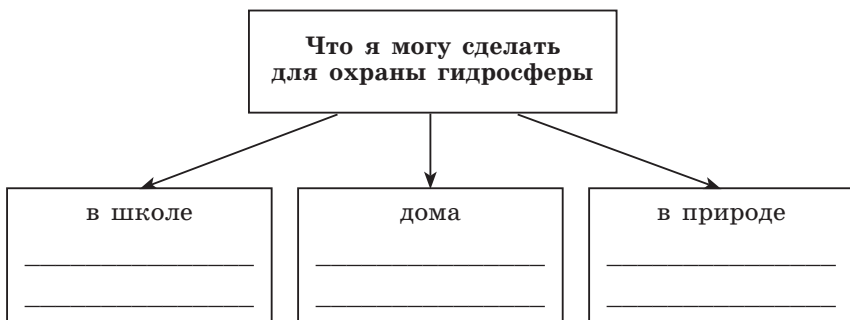 Что я могу сделать
для охраны гидросферы
в школе
дома
в природе